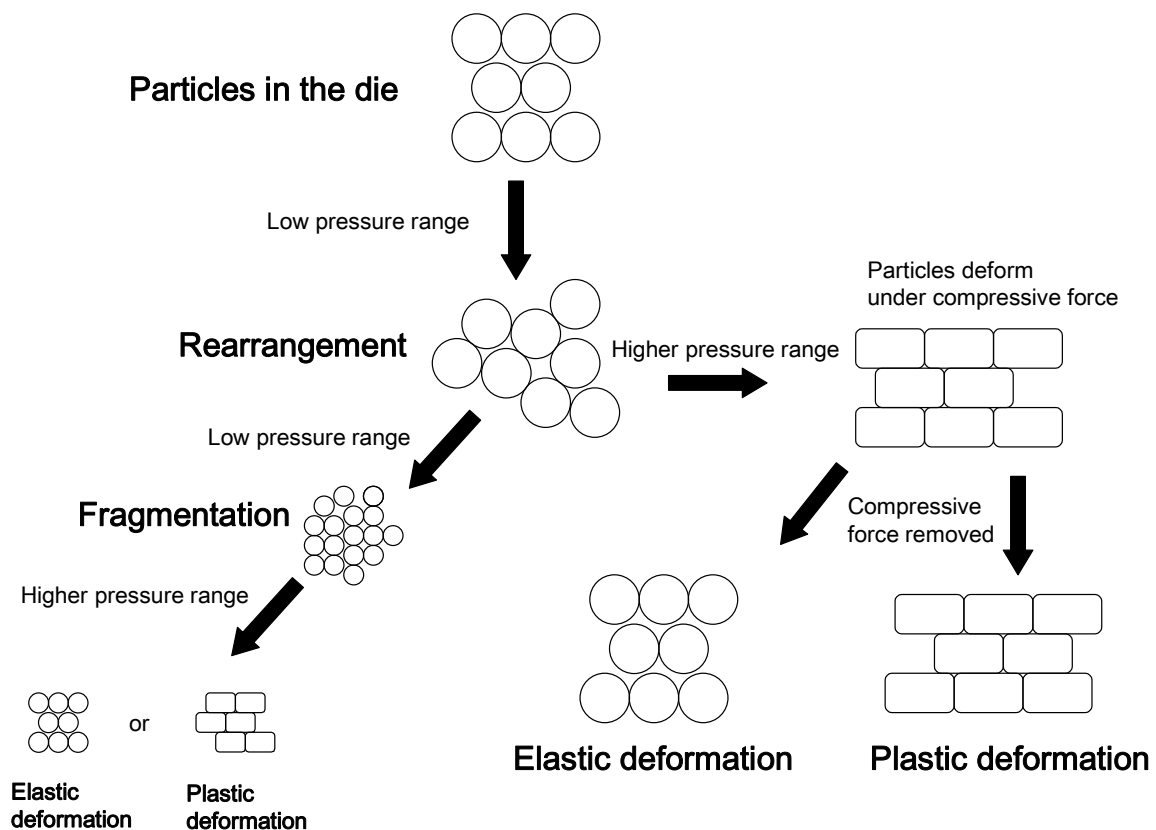 Particles in the die
Low pressure range
Particles deform
under compressive force
Rearrangement
Higher pressure range
Low pressure range
Fragmentation
Compressive
force removed
Higher pressure range
or
Elastic deformation
Plastic deformation
Elastic
deformation
Plastic
deformation